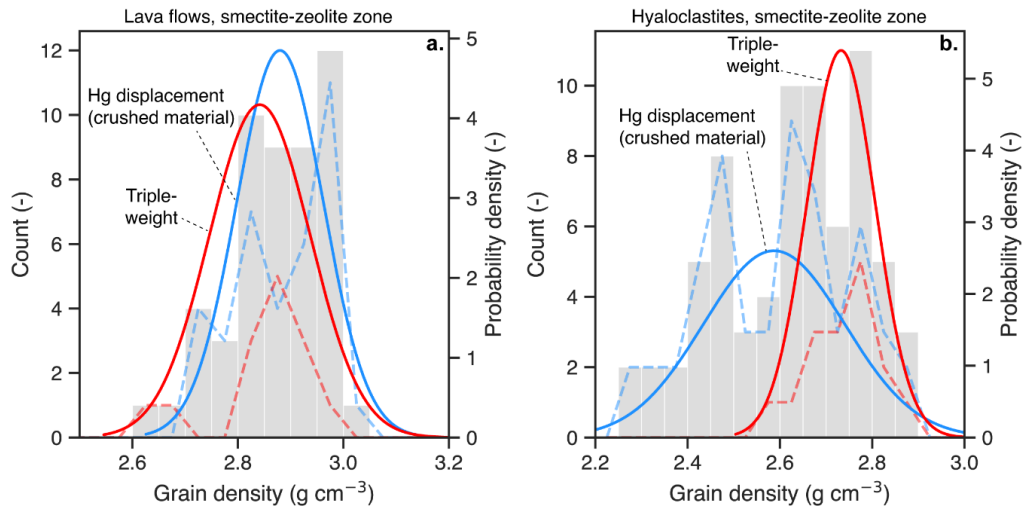 Lava flows, smectite-zeolite zone
a.
12
10
8
6
4
2
0
Count (-)
Hg displacement
(crushed material)
Triple-
weight
5
4
3
2
1
0
Probability density (-)
2.6
2.8
3.0
3.2
Grain density (g cm⁻³)
Hyaloclastites, smectite-zeolite zone
b.
10
8
6
4
2
0
Count (-)
Triple-
weight
Hg displacement
(crushed material)
5
4
3
2
1
0
Probability density (-)
2.2
2.4
2.6
2.8
3.0
Grain density (g cm⁻³)